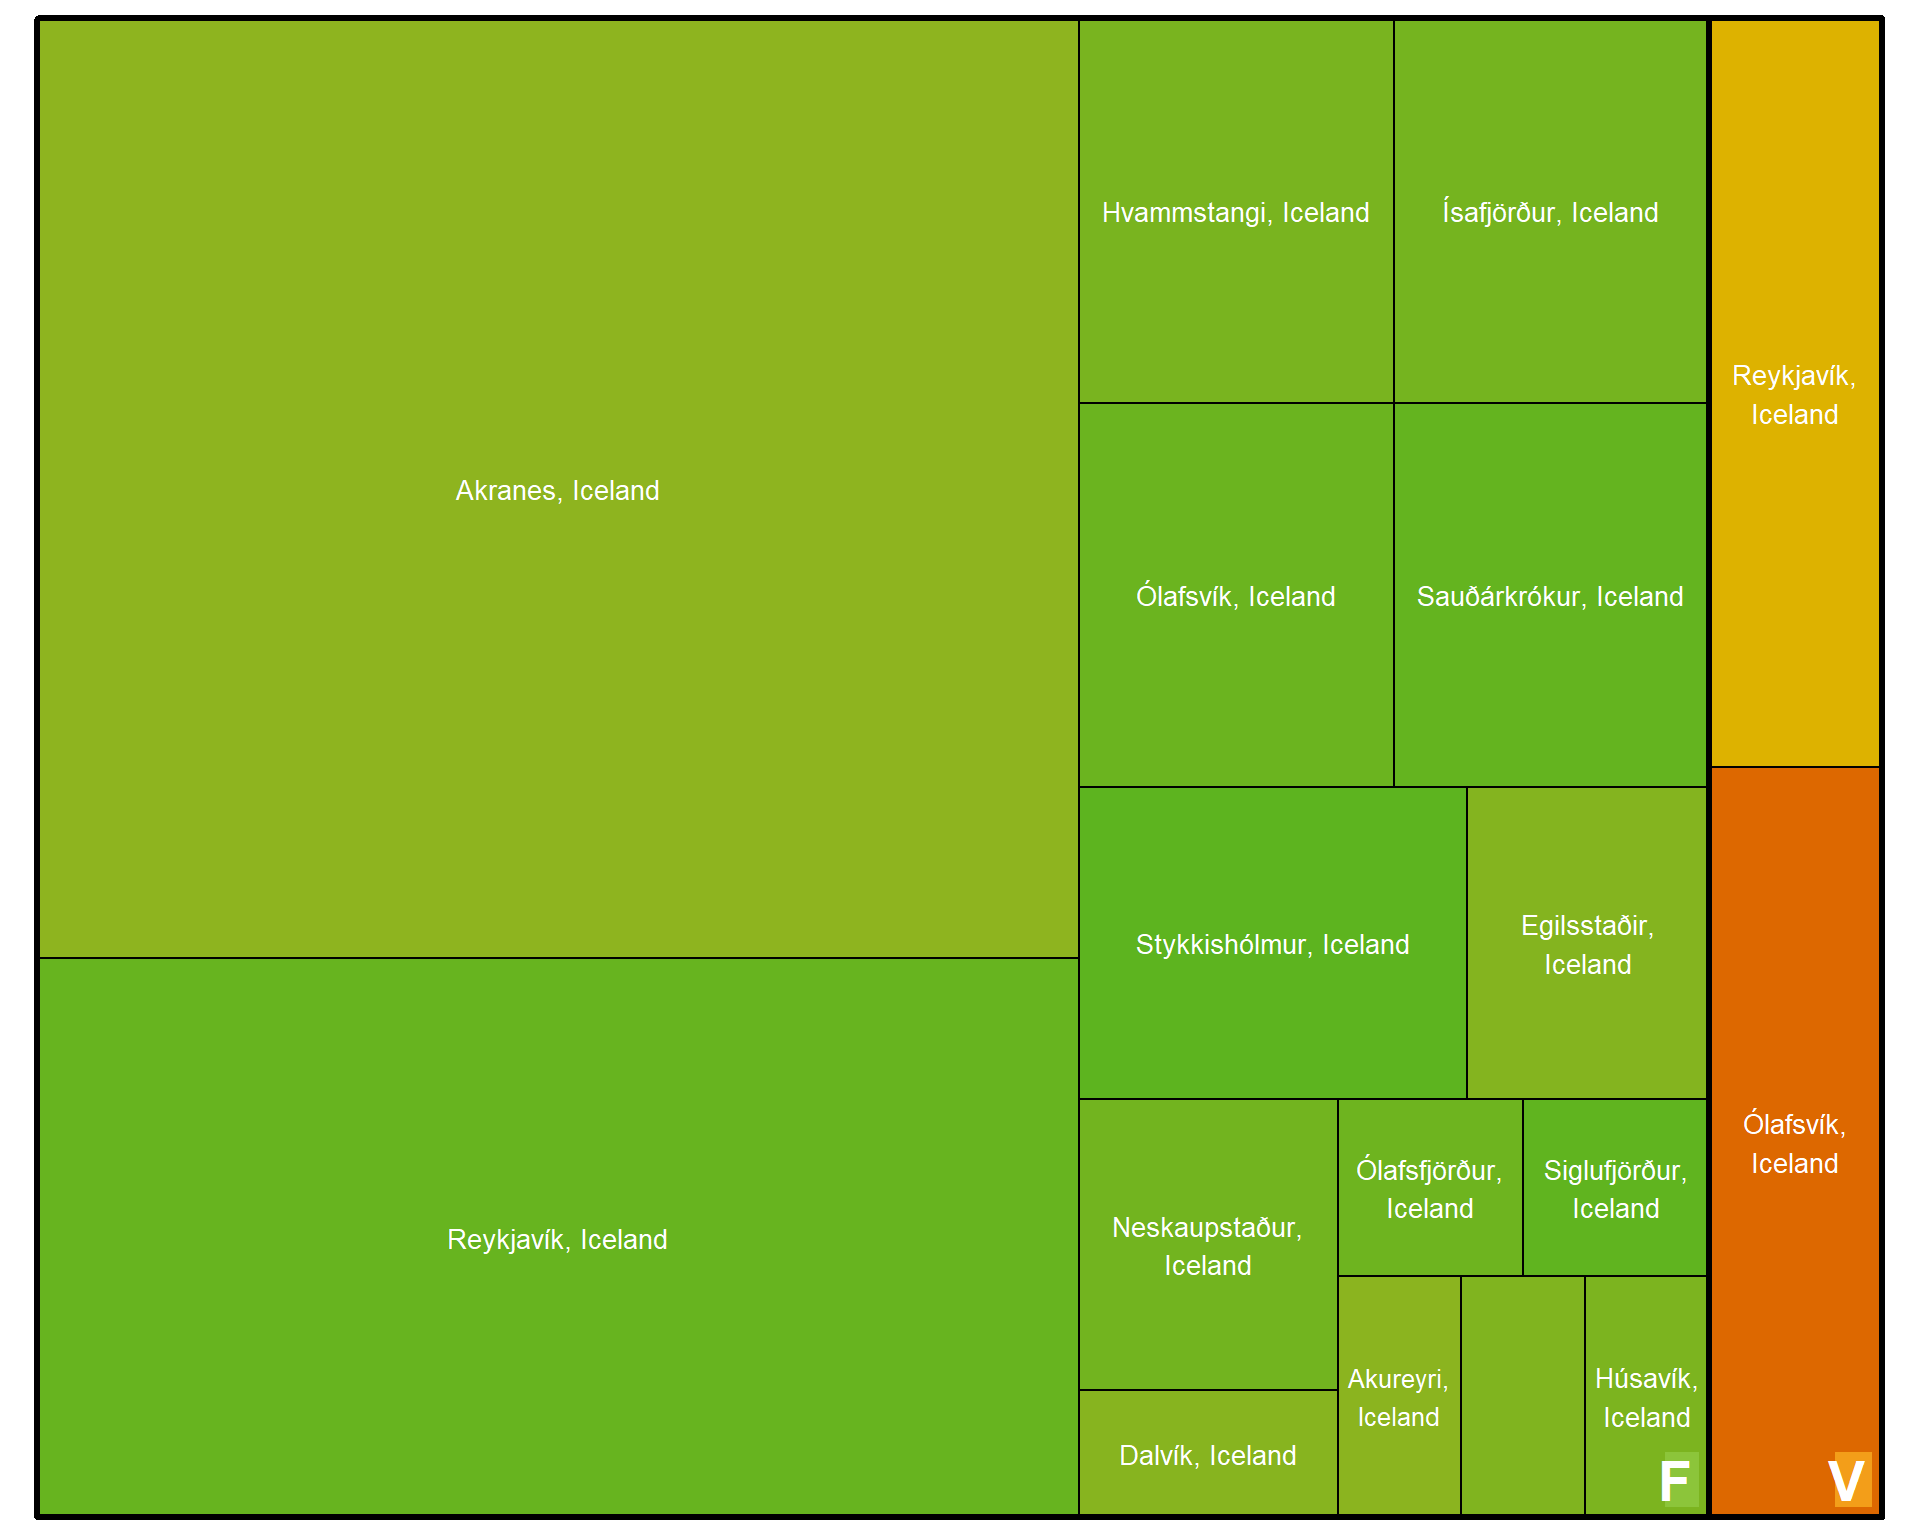 Akranes, Iceland
Reykjavík, Iceland
Hvammstangi, Iceland
Ísafjörður, Iceland
Ólafsvík, Iceland
Sauðárkrókur, Iceland
Stykkishólmur, Iceland
Egilsstaðir,
Iceland
Neskaupstaður,
Iceland
Ólafsfjörður,
Iceland
Siglufjörður,
Iceland
Dalvík, Iceland
Akureyri,
Iceland
Húsavík,
Iceland
F
Reykjavík,
Iceland
Ólafsvík,
Iceland
V